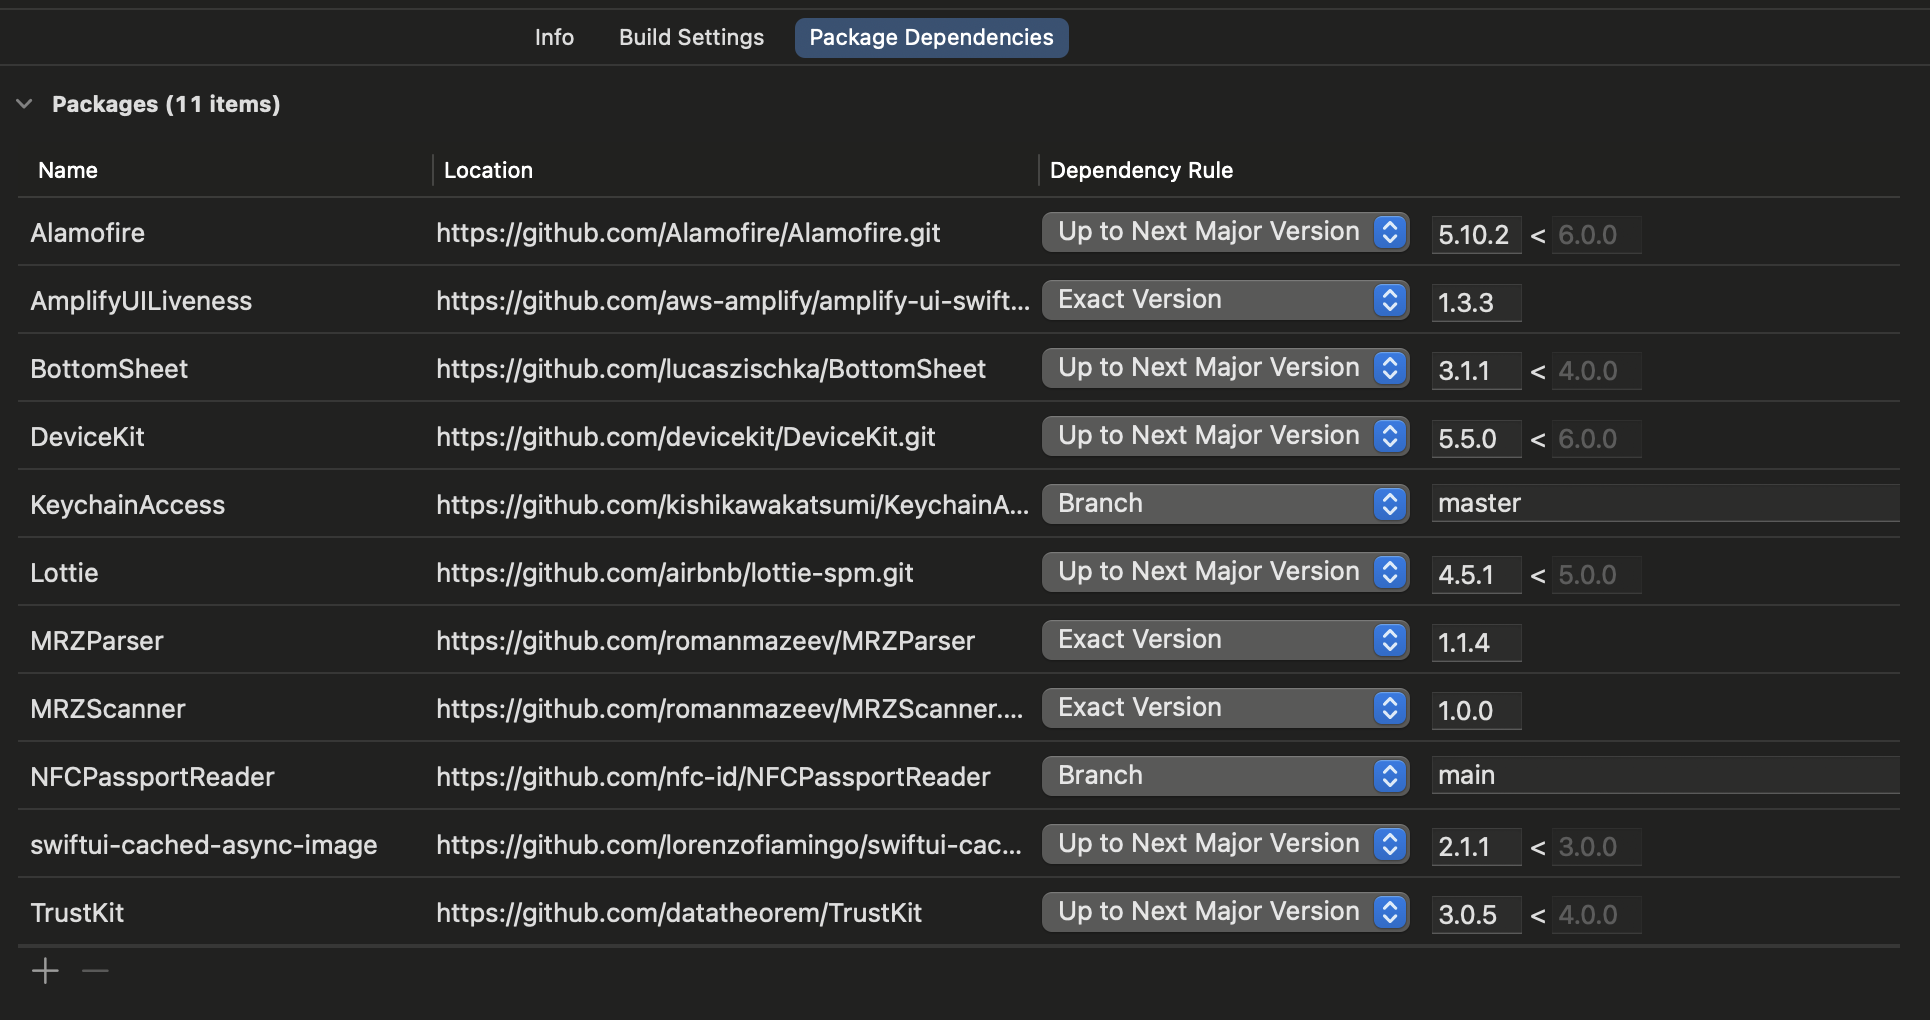 Info Build Settings Package Dependencies
Packages (11 items)
Name Location Dependency Rule
Alamofire https://github.com/Alamofire/Alamofire.git Up to Next Major Version 5.10.2 < 6.0.0
AmplifyUILiveness https://github.com/aws-amplify/amplify-ui-swift... Exact Version 1.3.3
BottomSheet https://github.com/lucaszischka/BottomSheet Up to Next Major Version 3.1.1 < 4.0.0
DeviceKit https://github.com/devicekit/DeviceKit.git Up to Next Major Version 5.5.0 < 6.0.0
KeychainAccess https://github.com/kishikawakatsumi/KeychainA... Branch master
Lottie https://github.com/airbnb/lottie-spm.git Up to Next Major Version 4.5.1 < 5.0.0
MRZParser https://github.com/romanmazeev/MRZParser Exact Version 1.1.4
MRZScanner https://github.com/romanmazeev/MRZScanner.... Exact Version 1.0.0
NFCPassportReader https://github.com/nfc-id/NFCPassportReader Branch main
swiftui-cached-async-image https://github.com/lorenzofiamingo/swiftui-cac... Up to Next Major Version 2.1.1 < 3.0.0
TrustKit https://github.com/datatheorem/TrustKit Up to Next Major Version 3.0.5 < 4.0.0